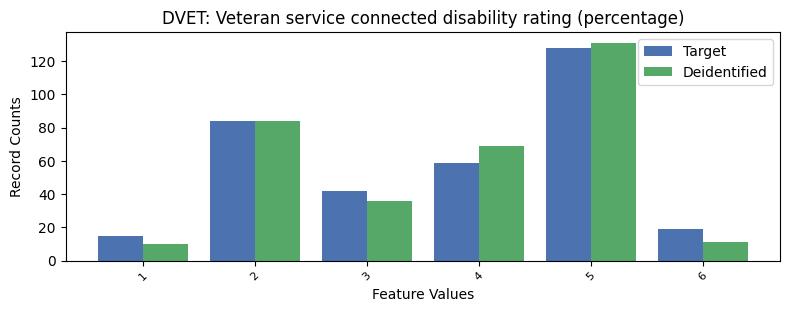 DVET: Veteran service connected disability rating (percentage)
Target
Deidentified
Record Counts
120
100
80
60
40
20
0
1 2 3 4 5 6
Feature Values